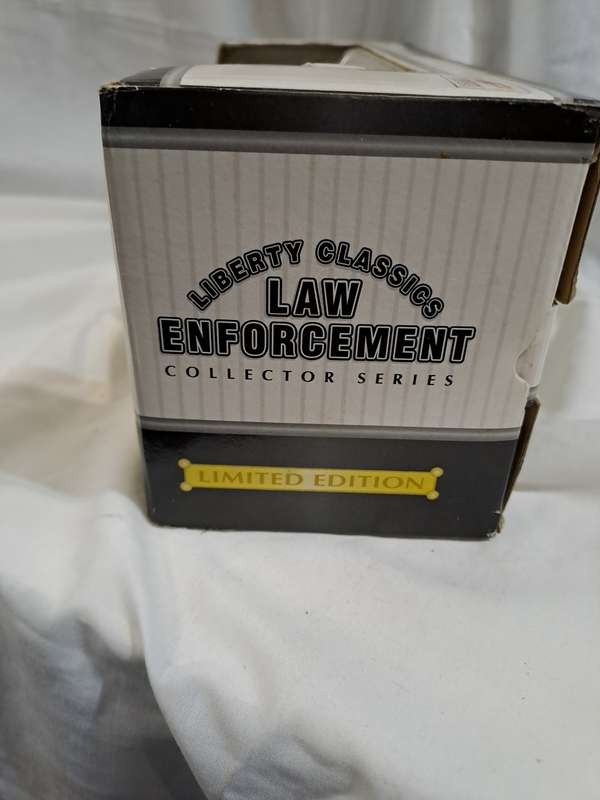 LIBERTY CLASSICS
LAW
ENFORCEMENT
COLLECTOR SERIES
LIMITED EDITION